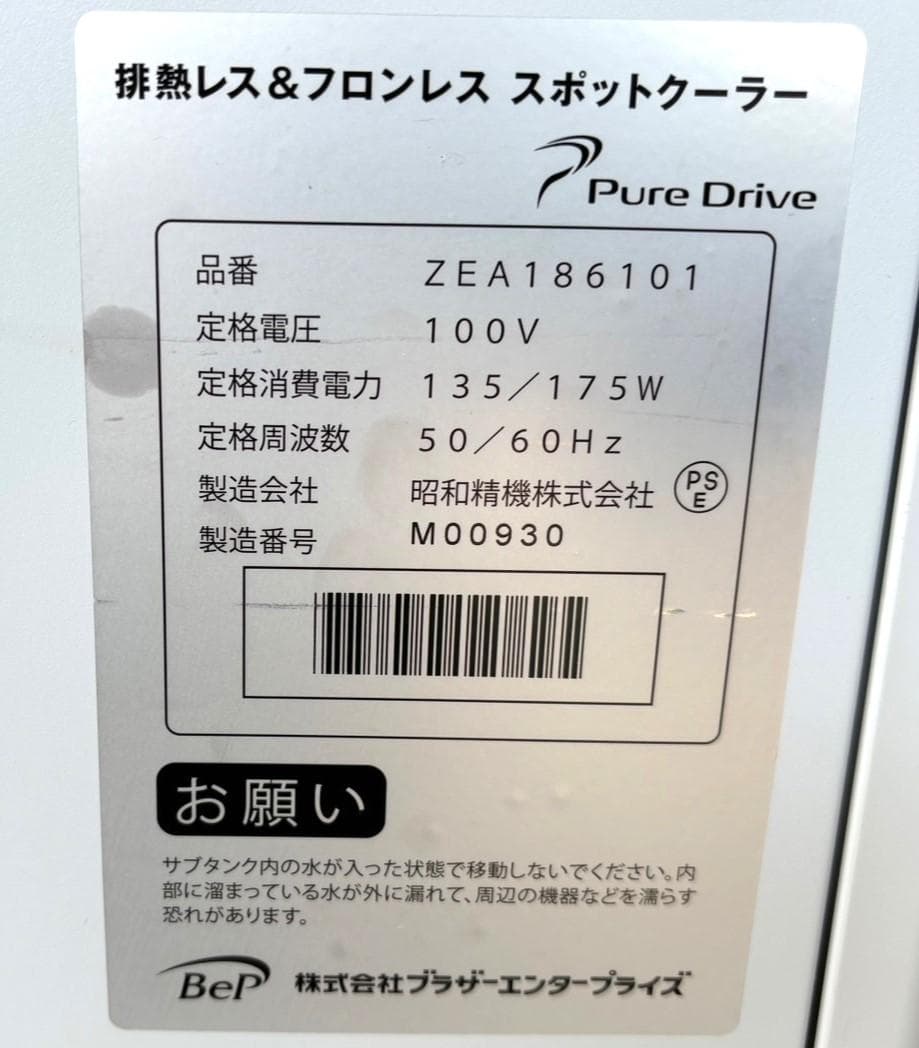 排熱レス&フロンレス スポットクーラー
Pure Drive
品番 ZEA186101
定格電圧 100V
定格消費電力 135/175W
定格周波数 50/60Hz
製造会社 昭和精機株式会社 PSE
製造番号 M00930
お願い
サブタンク内の水が入った状態で移動しないでください。内
部に溜まっている水が外に漏れて、周辺の機器などを濡らす
恐れがあります。
BeP 株式会社ブラザーエンタープライズ